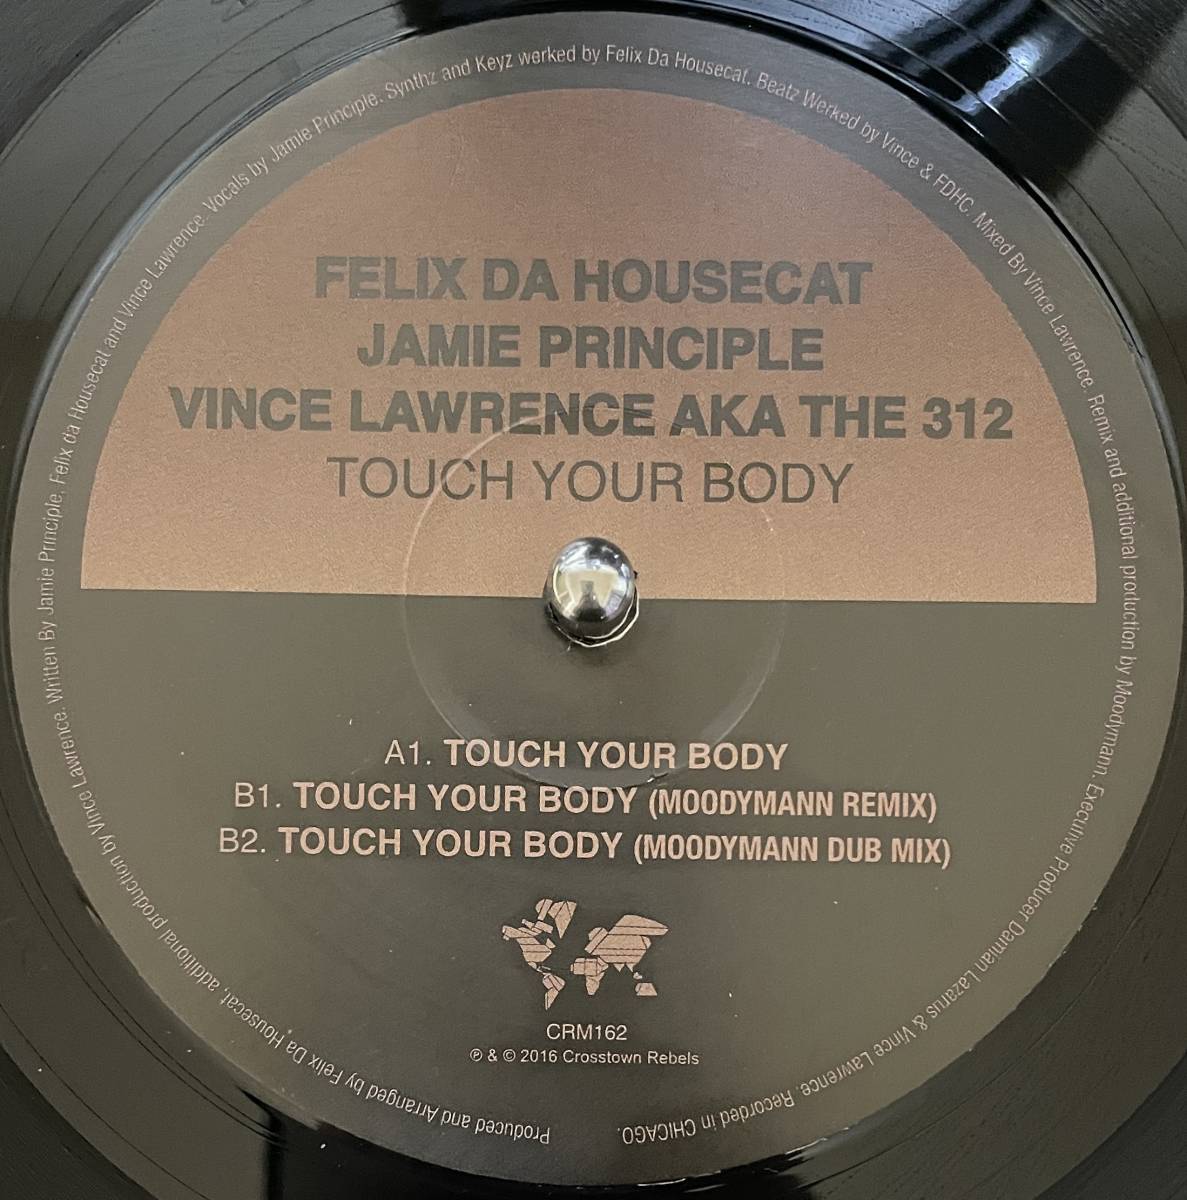 FELIX DA HOUSECAT
JAMIE PRINCIPLE
VINCE LAWRENCE AKA THE 312
TOUCH YOUR BODY
A1. TOUCH YOUR BODY
B1. TOUCH YOUR BODY (MOODYMANN REMIX)
B2. TOUCH YOUR BODY (MOODYMANN DUB MIX)
CRM162
℗ & © 2016 Crosstown Rebels
Produced and Arranged by Felix Da Housecat, additional production by Vince Lawrence. Written By Jamie Principle, Felix da Housecat and Vince Lawrence. Vocals by Jamie Principle. Synthz and Keyz werked by Felix Da Housecat. Beatz Werked by Vince & FDHC. Mixed By Vince Lawrence. Remix and additional production by Moodymann. Executive Producer Damian Lazarus & Vince Lawrence. Recorded in CHICAGO.